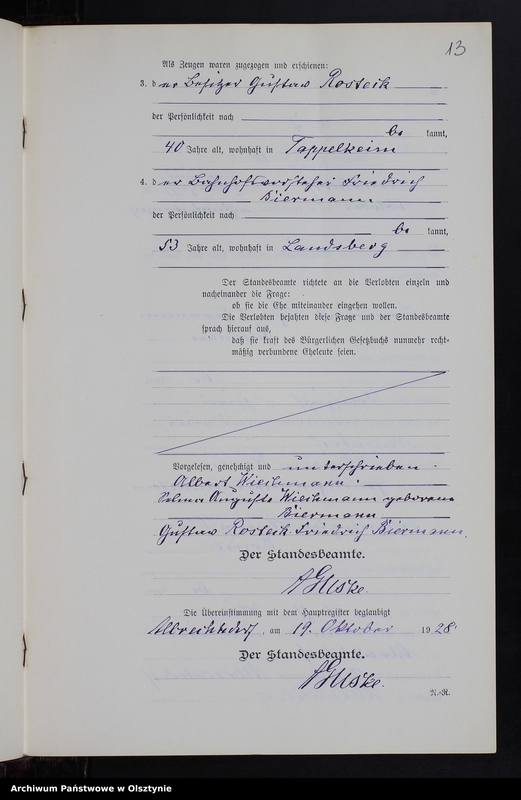 13
Als Zeugen waren zugezogen und erschienen:
3. der Besitzer Gustav Rosteik
der Persönlichkeit nach
be kannt,
40 Jahre alt, wohnhaft in Tappelkeim
4. der Bahnhofsvorsteher Friedrich
Biermann
der Persönlichkeit nach
be kannt,
53 Jahre alt, wohnhaft in Landsberg
Der Standesbeamte richtete an die Verlobten einzeln und
nacheinander die Frage:
ob sie die Ehe miteinander eingehen wollen.
Die Verlobten bejahten diese Frage und der Standesbeamte
sprach hierauf aus,
daß sie kraft des Bürgerlichen Gesetzbuchs nunmehr recht-
mäßig verbundene Eheleute seien.
Vorgelesen, genehmigt und unterschrieben.
Albert Wichmann.
Selma Auguste Wichmann geborene
Biermann
Gustav Rosteik. Friedrich Biermann.
Der Standesbeamte.
Guske.
Die Übereinstimmung mit dem Hauptregister beglaubigt
Albrechtsdorf, am 19. Oktober 1928.
Der Standesbeamte.
Guske.
N.-R.
Archiwum Państwowe w Olsztynie